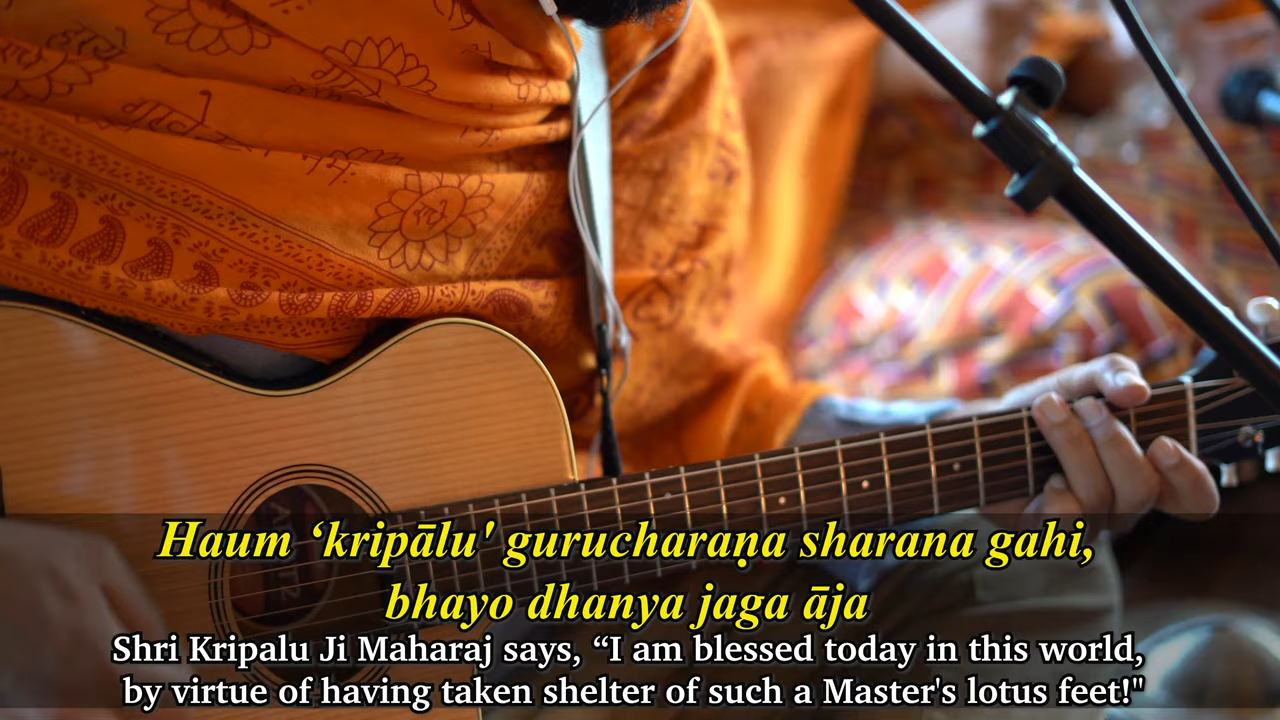 Haum ‘kripālu' gurucharaṇa sharana gahi,
bhayo dhanya jaga āja
Shri Kripalu Ji Maharaj says, “I am blessed today in this world,
by virtue of having taken shelter of such a Master's lotus feet!"